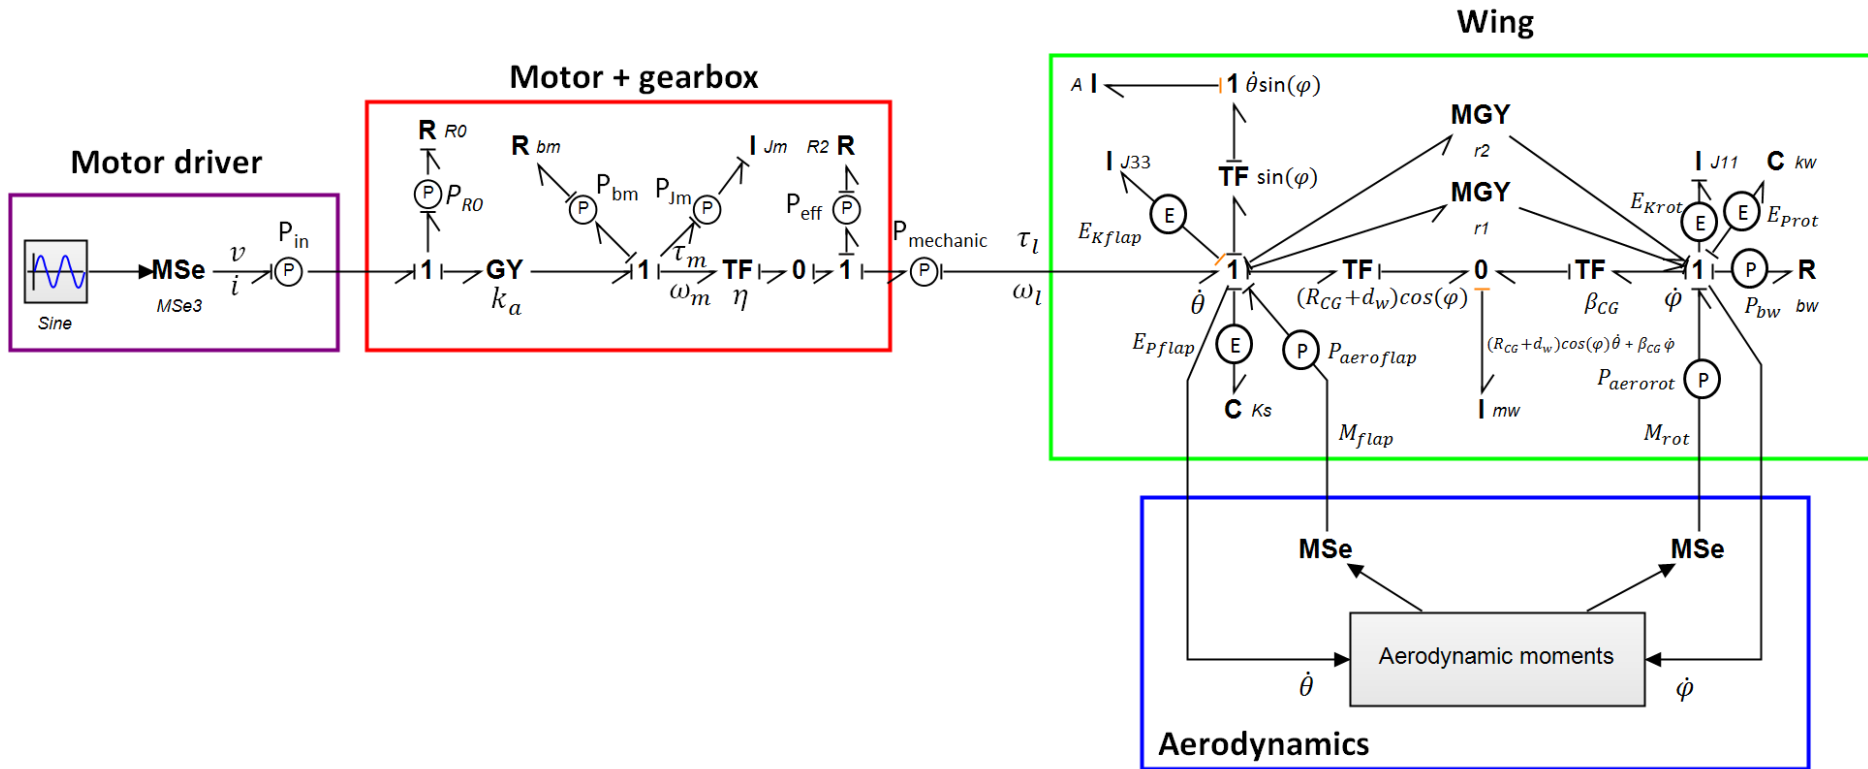 Wing
Motor + gearbox
Motor driver
Aerodynamics
Sine
MSe
MSe3
v
i
P_in
P
R R0
P
P_R0
1
GY
k_a
R bm
P
P_bm
1
I Jm
P
P_Jm
τ_m
ω_m
TF
η
0
R2 R
P
P_eff
1
P_mechanic
P
τ_l
ω_l
A I
1 θ̇sin(φ)
TF sin(φ)
I J33
E
E_Kflap
1
θ̇
MGY
r2
MGY
r1
TF
(R_CG+d_w)cos(φ)
0
TF
β_CG
1
φ̇
I J11
E
E_Krot
C kw
E
E_Prot
P
P_bw
R
bw
E_Pflap
E
C Ks
P
P_aeroflap
M_flap
(R_CG+d_w)cos(φ)θ̇ + β_CG φ̇
I mw
P_aerorot
P
M_rot
MSe
MSe
Aerodynamic moments
θ̇
φ̇